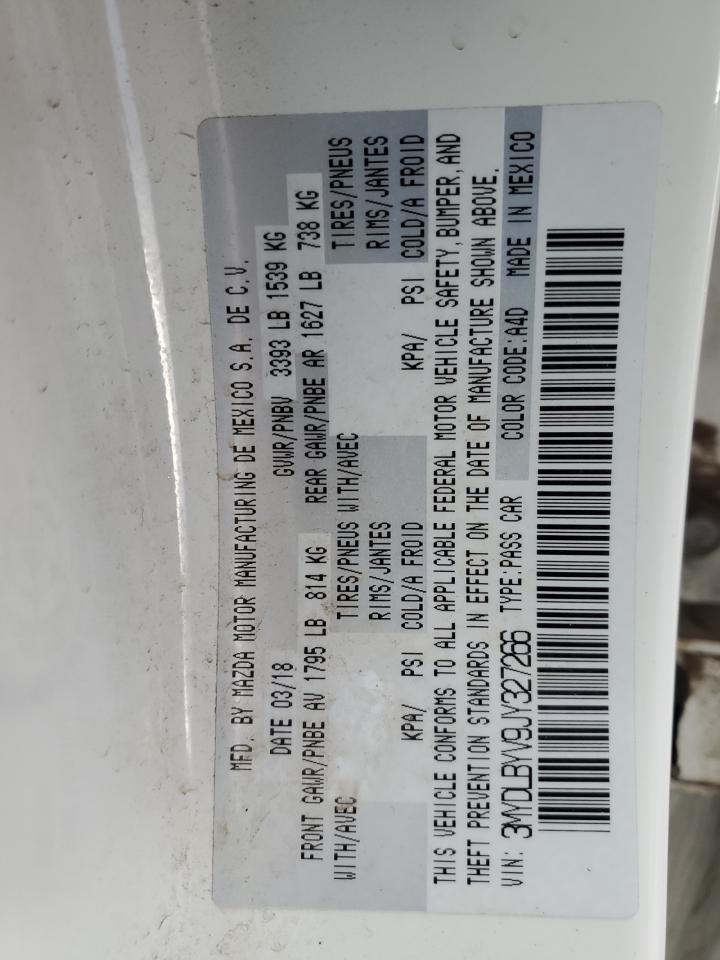 MFD. BY MAZDA MOTOR MANUFACTURING DE MEXICO S.A. DE C.V.
DATE 03/18 GVWR/PNBV 3393 LB 1539 KG
FRONT GAWR/PNBE AV 1795 LB 814 KG REAR GAWR/PNBE AR 1627 LB 738 KG
WITH/AVEC TIRES/PNEUS WITH/AVEC TIRES/PNEUS
RIMS/JANTES RIMS/JANTES
KPA/ PSI COLD/A FROID KPA/ PSI COLD/A FROID
THIS VEHICLE CONFORMS TO ALL APPLICABLE FEDERAL MOTOR VEHICLE SAFETY, BUMPER, AND
THEFT PREVENTION STANDARDS IN EFFECT ON THE DATE OF MANUFACTURE SHOWN ABOVE.
VIN: 3MYDLBYV9JY327266 TYPE:PASS CAR COLOR CODE:A4D MADE IN MEXICO